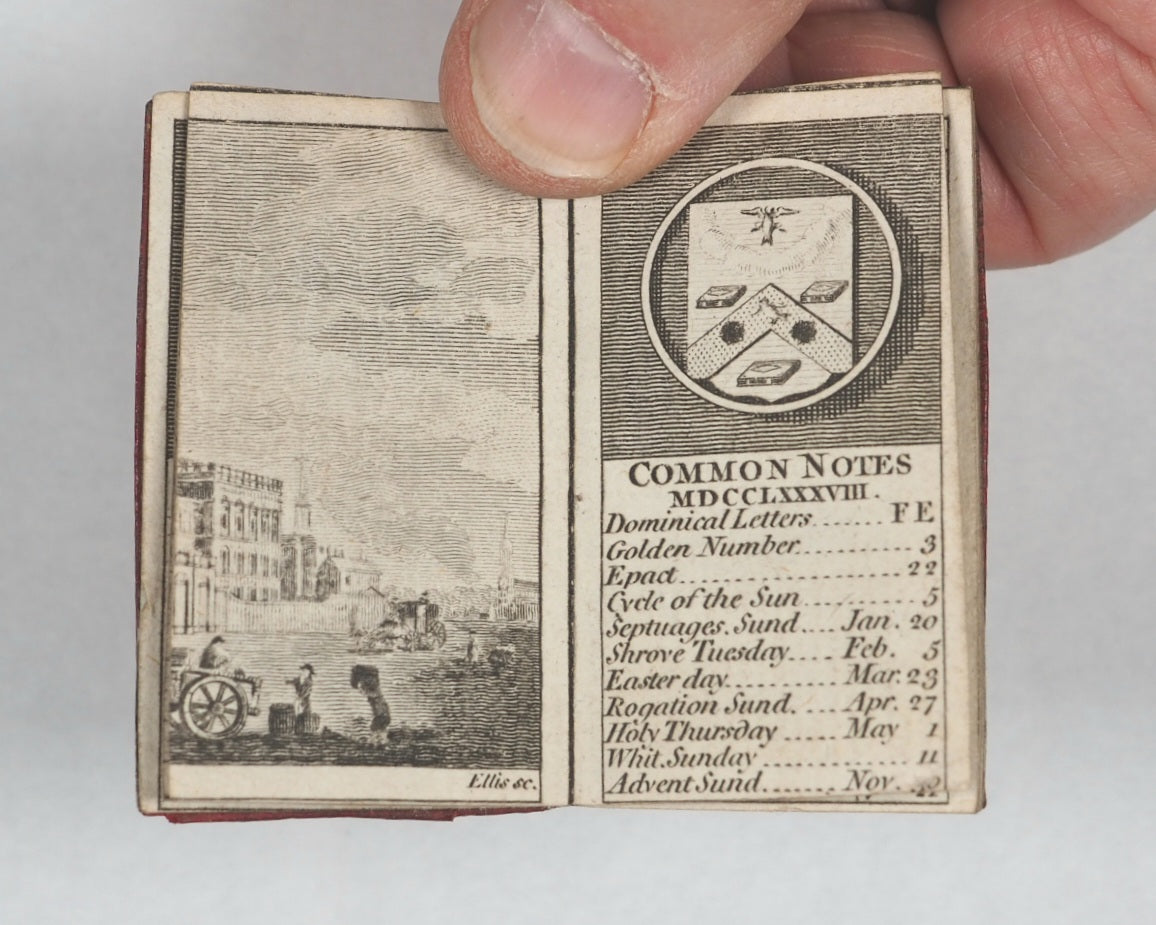 Ellis sc.
COMMON NOTES
MDCCLXXXVIII.
Dominical Letters....... F E
Golden Number.......... 3
Epact.................... 22
Cycle of the Sun......... 5
Septuages. Sund.... Jan. 20
Shrove Tuesday.... Feb. 5
Easter day.......... Mar. 23
Rogation Sund. .... Apr. 27
Holy Thursday ..... May 1
Whit. Sunday ............. 11
Advent Sund....... Nov.